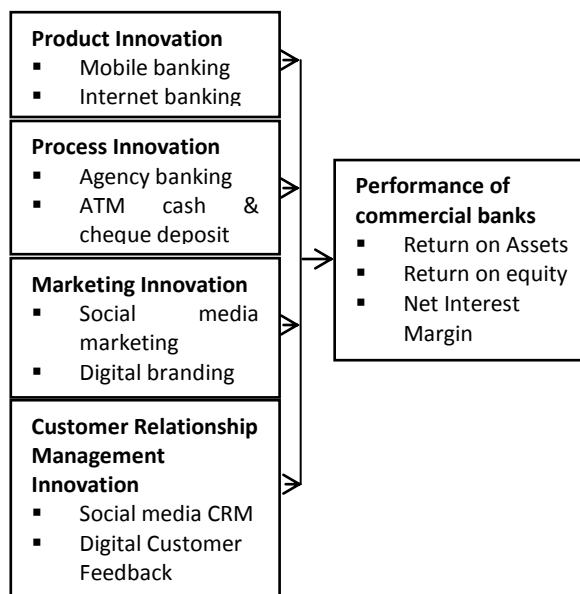 Product Innovation
▪ Mobile banking
▪ Internet banking
Process Innovation
▪ Agency banking
▪ ATM cash &
cheque deposit
Marketing Innovation
▪ Social media
marketing
▪ Digital branding
Customer Relationship
Management
Innovation
▪ Social media CRM
▪ Digital Customer
Feedback
Performance of
commercial banks
▪ Return on Assets
▪ Return on equity
▪ Net Interest
Margin